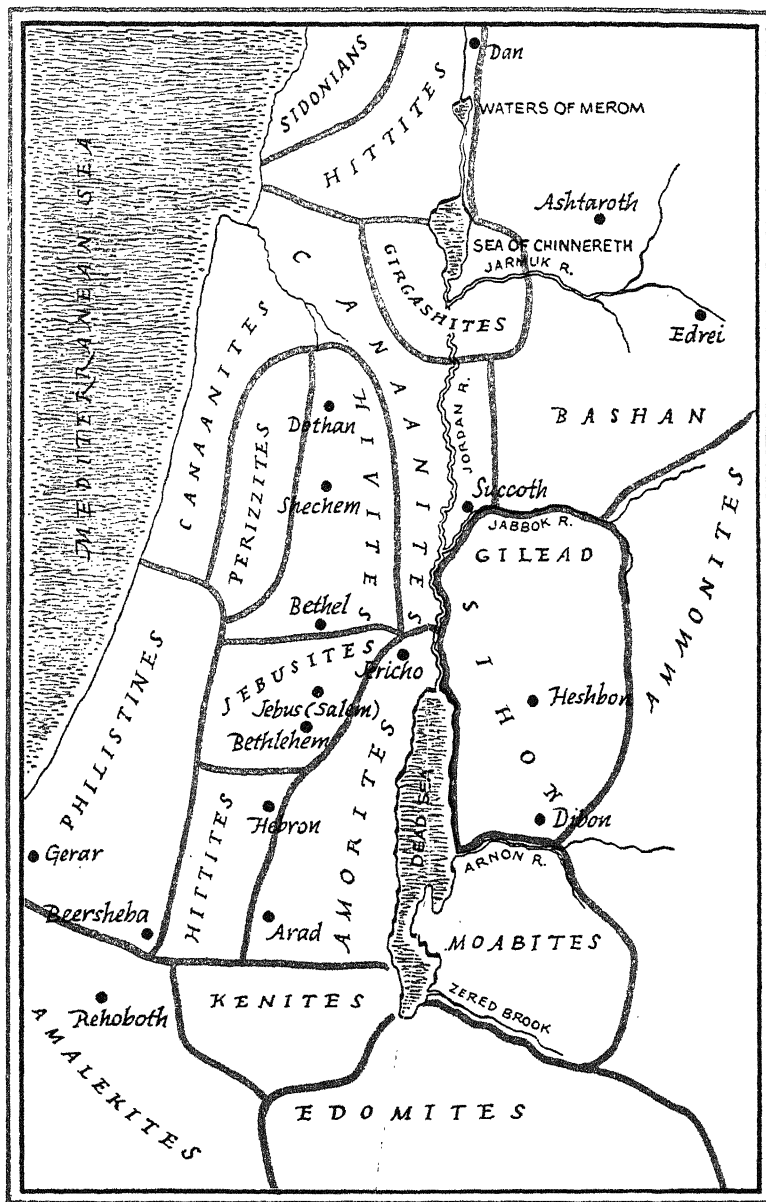 SIDONIANS
HITTITES
Dan
WATERS OF MEROM
MEDITERRANEAN SEA
Ashtaroth
SEA OF CHINNERETH
JARMUK R.
GIRGASHITES
Edrei
CANAANITES
CANAANITES
BASHAN
JORDAN R.
Dothan
HIVITES
PERIZZITES
Shechem
Succoth
JABBOK R.
GILEAD
AMMONITES
Bethel
Jericho
JEBUSITES
Jebus (Salem)
Bethlehem
SIHON
Heshbon
PHILISTINES
AMORITES
DEAD SEA
Hebron
Dibon
ARNON R.
Gerar
HITTITES
Beersheba
Arad
MOABITES
KENITES
ZERED BROOK
Rehoboth
AMALEKITES
EDOMITES